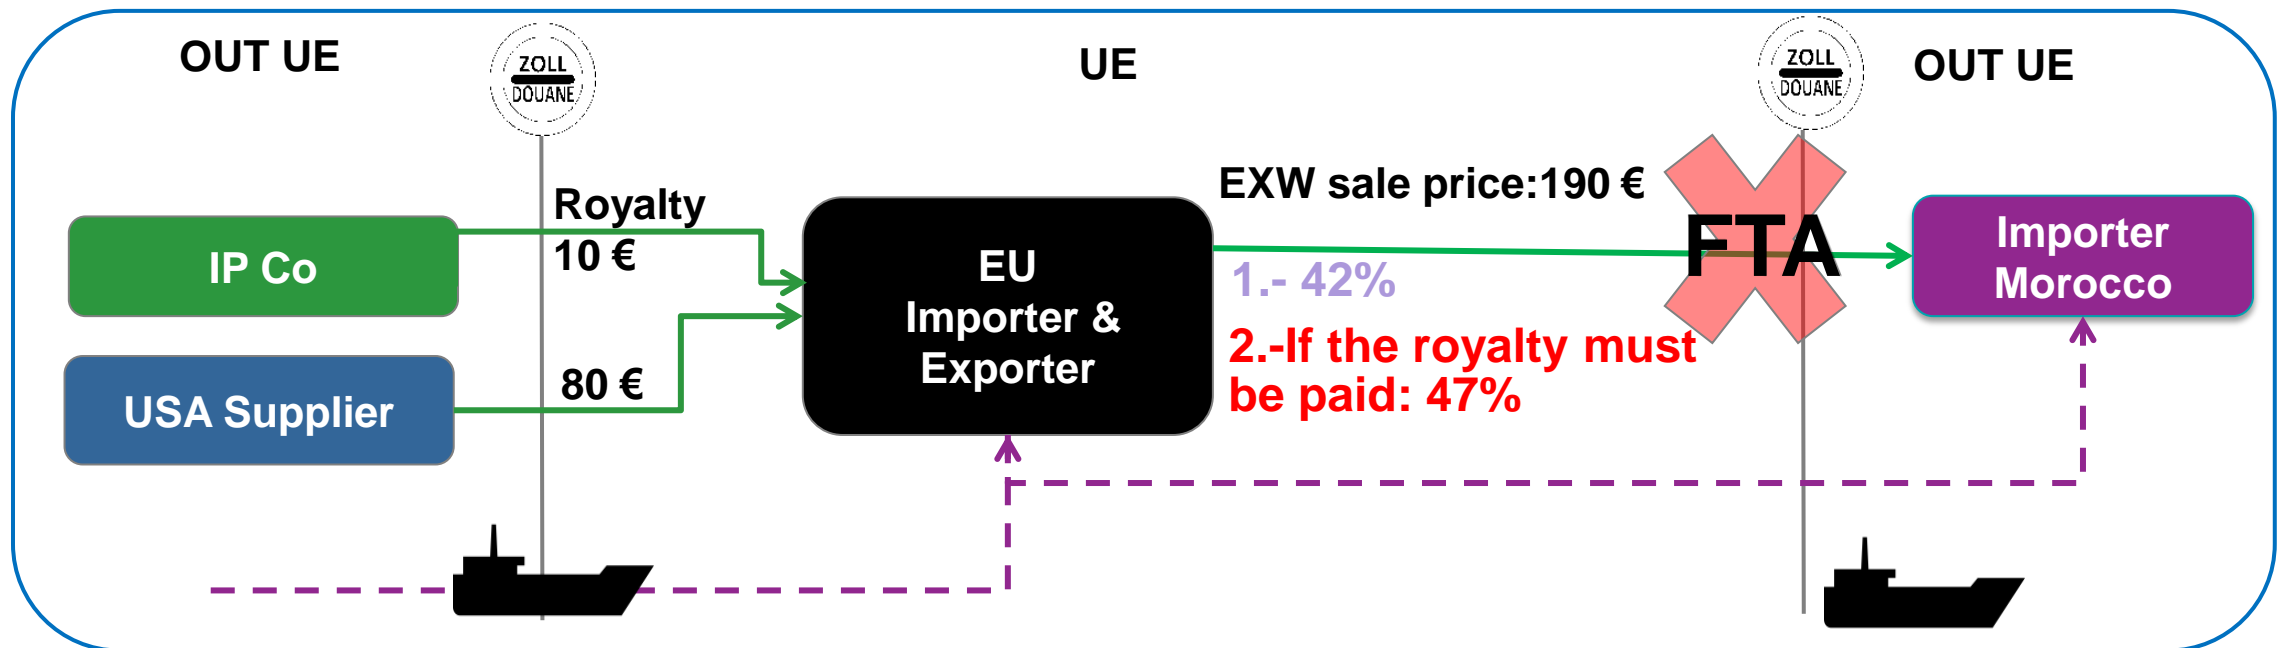 OUT UE
ZOLL
DOUANE
UE
ZOLL
DOUANE
OUT UE
Royalty
10 €
IP Co
USA Supplier
80 €
EU
Importer &
Exporter
EXW sale price:190 €
1.- 42%
2.-If the royalty must
be paid: 47%
FTA
Importer
Morocco